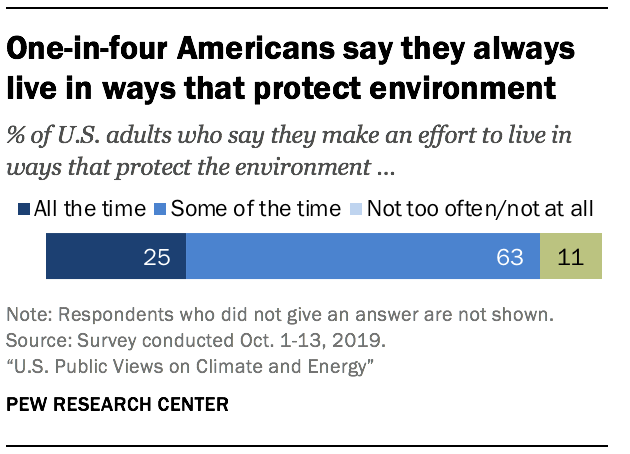 One-in-four Americans say they always
live in ways that protect environment
% of U.S. adults who say they make an effort to live in
ways that protect the environment ...
All the time Some of the time Not too often/not at all
25 63 11
Note: Respondents who did not give an answer are not shown.
Source: Survey conducted Oct. 1-13, 2019.
“U.S. Public Views on Climate and Energy”
PEW RESEARCH CENTER